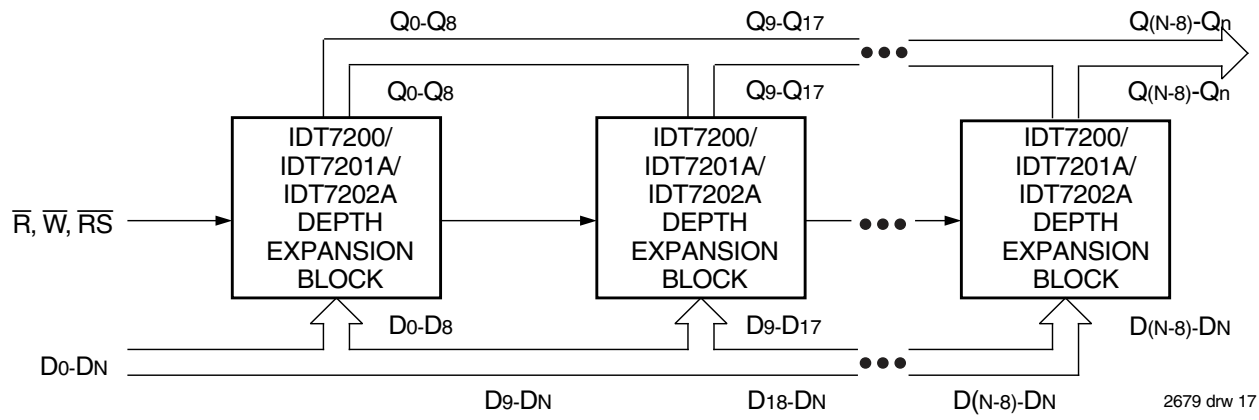 Q0-Q8 Q9-Q17 Q(N-8)-Qn
Q0-Q8 Q9-Q17 Q(N-8)-Qn
IDT7200/
IDT7201A/
IDT7202A
DEPTH
EXPANSION
BLOCK
IDT7200/
IDT7201A/
IDT7202A
DEPTH
EXPANSION
BLOCK
IDT7200/
IDT7201A/
IDT7202A
DEPTH
EXPANSION
BLOCK
R̅, W̅, R̅S̅
D0-D8 D9-D17 D(N-8)-DN
D0-DN
D9-DN D18-DN D(N-8)-DN
2679 drw 17